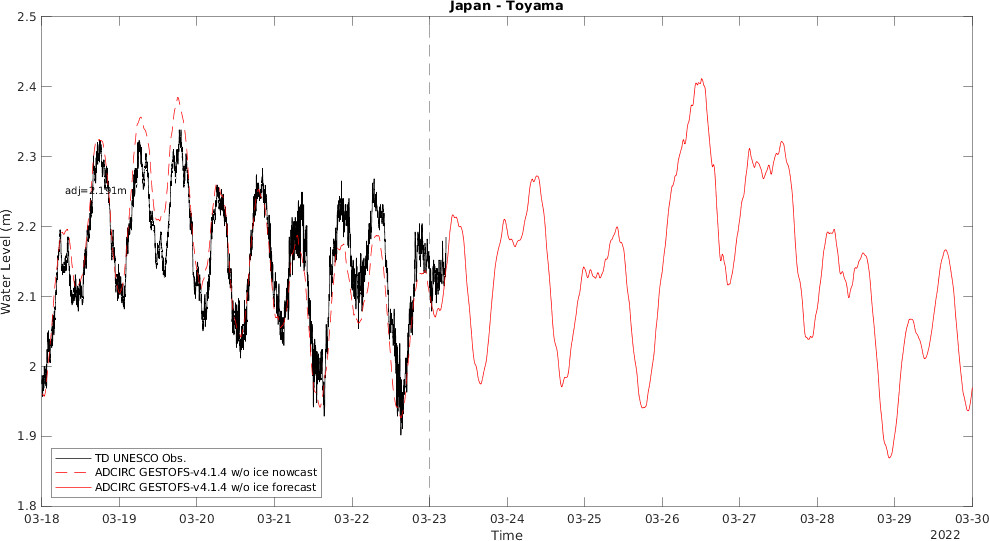 Japan - Toyama
2.5
2.4
2.3
2.2
2.1
2
1.9
1.8
Water Level (m)
adj=2.191m
TD UNESCO Obs.
ADCIRC GESTOFS-v4.1.4 w/o ice nowcast
ADCIRC GESTOFS-v4.1.4 w/o ice forecast
03-18 03-19 03-20 03-21 03-22 03-23 03-24 03-25 03-26 03-27 03-28 03-29 03-30
Time
2022